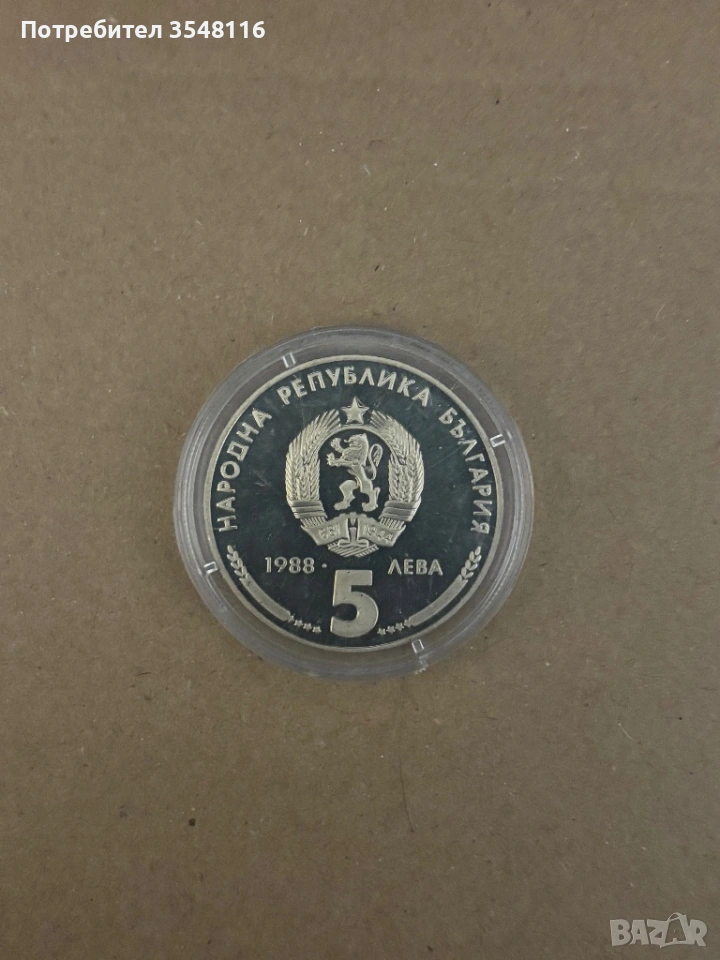 Потребител 3548116
НАРОДНА РЕПУБЛИКА БЪЛГАРИЯ
1988 · ЛЕВА
5
BAZAR